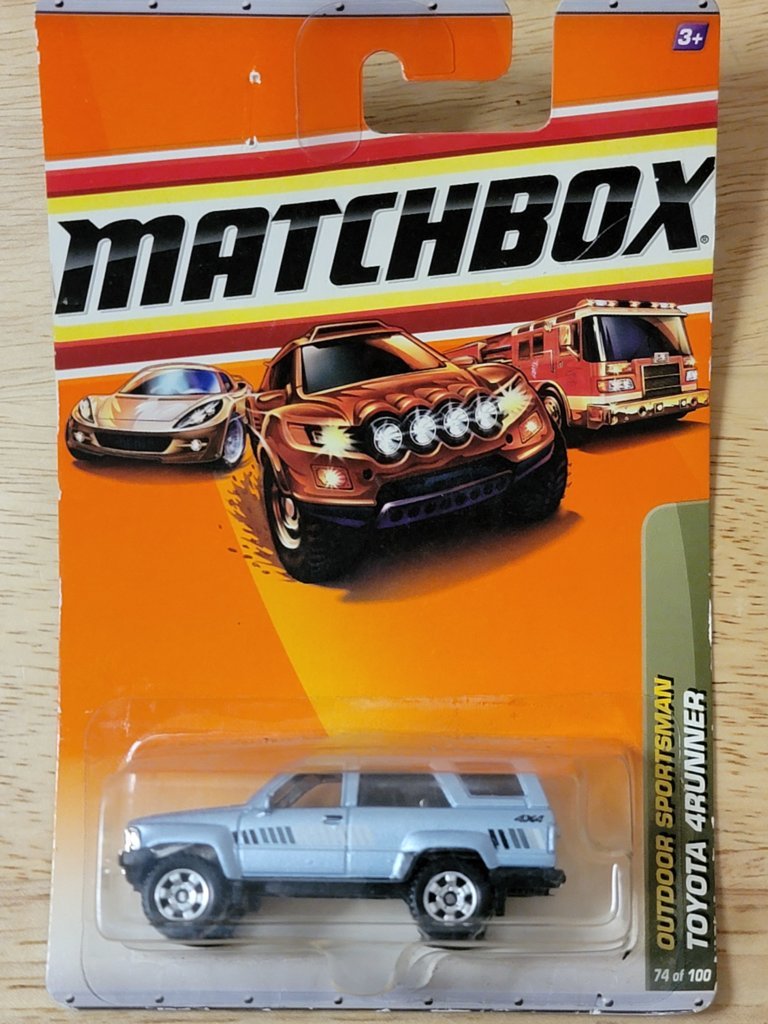 3+
MATCHBOX®
OUTDOOR SPORTSMAN
TOYOTA 4RUNNER
74 of 100
4X4